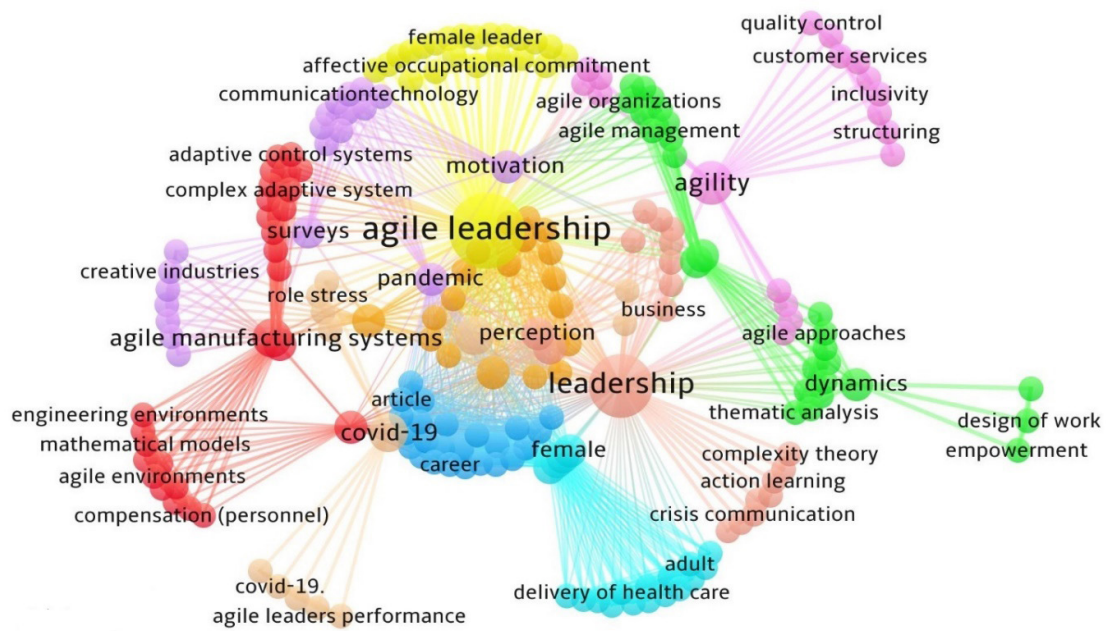 quality control
female leader
customer services
affective occupational commitment
communicationtechnology
inclusivity
agile organizations
agile management
structuring
adaptive control systems
motivation
agility
complex adaptive system
surveys
agile leadership
creative industries
pandemic
role stress
business
agile manufacturing systems
perception
agile approaches
leadership
dynamics
article
engineering environments
thematic analysis
design of work
covid-19
mathematical models
female
empowerment
complexity theory
career
agile environments
action learning
compensation (personnel)
crisis communication
adult
covid-19.
delivery of health care
agile leaders performance